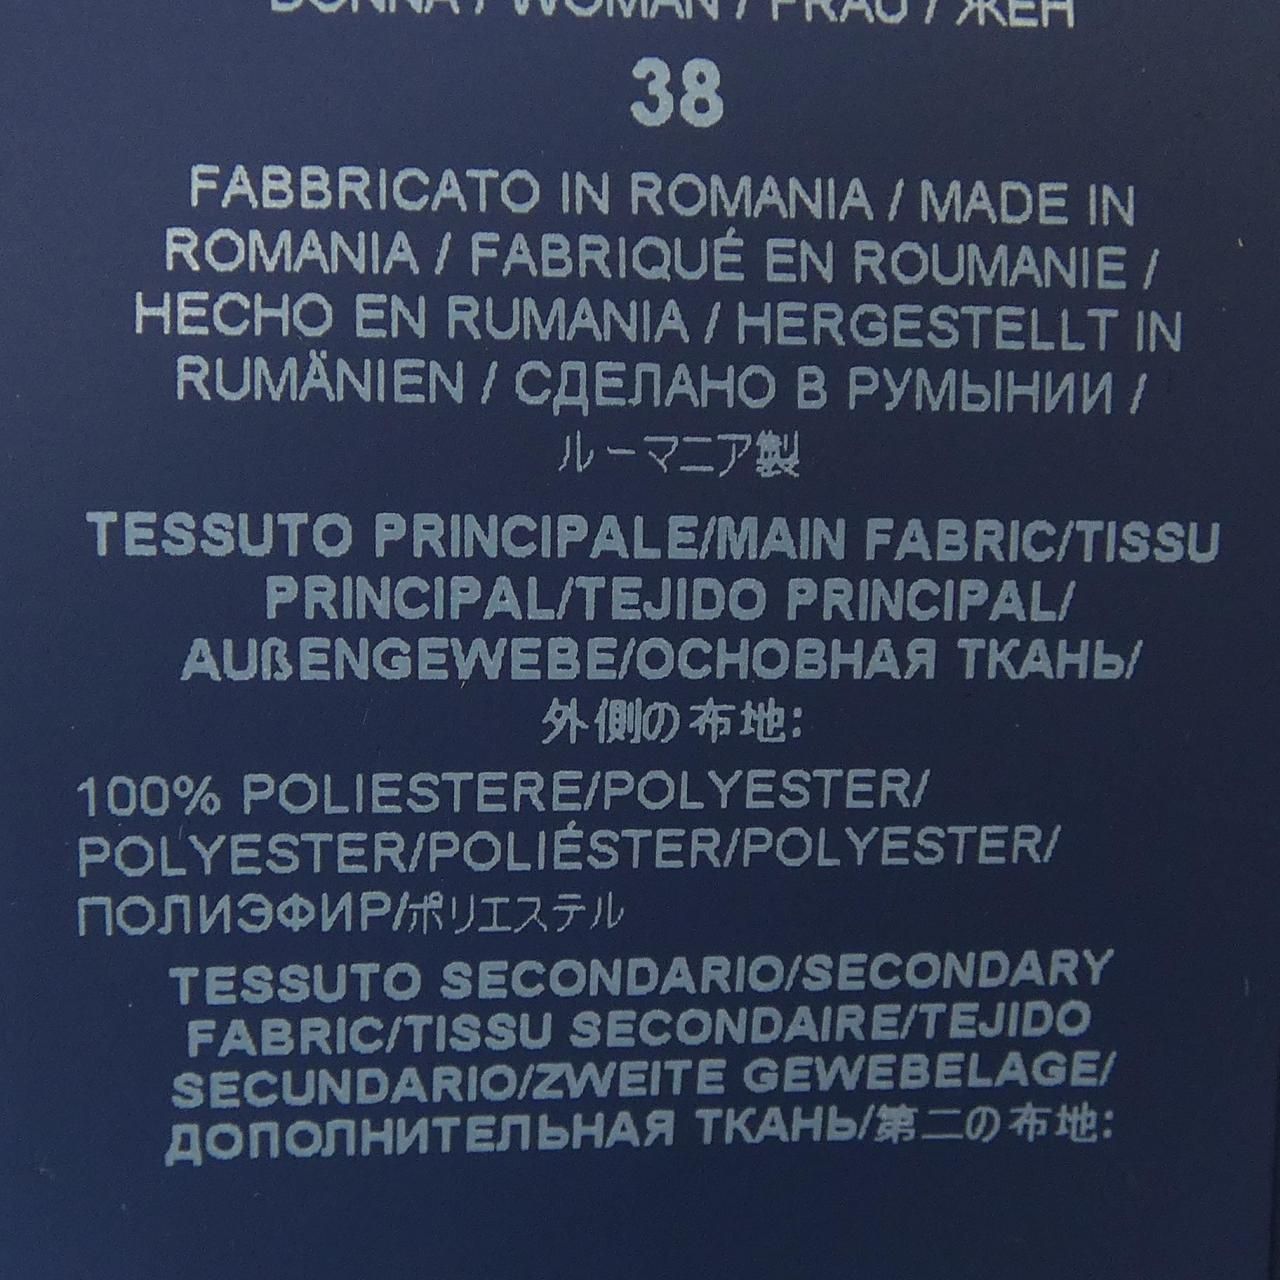 DONNA / WOMAN / FRAU / ЖЕН
38
FABBRICATO IN ROMANIA / MADE IN
ROMANIA / FABRIQUÉ EN ROUMANIE /
HECHO EN RUMANIA / HERGESTELLT IN
RUMÄNIEN / СДЕЛАНО В РУМЫНИИ /
ルーマニア製
TESSUTO PRINCIPALE/MAIN FABRIC/TISSU
PRINCIPAL/TEJIDO PRINCIPAL/
AUßENGEWEBE/ОСНОВНАЯ ТКАНЬ/
外側の布地:
100% POLIESTERE/POLYESTER/
POLYESTER/POLIÉSTER/POLYESTER/
ПОЛИЭФИР/ポリエステル
TESSUTO SECONDARIO/SECONDARY
FABRIC/TISSU SECONDAIRE/TEJIDO
SECUNDARIO/ZWEITE GEWEBELAGE/
ДОПОЛНИТЕЛЬНАЯ ТКАНЬ/第二の布地: